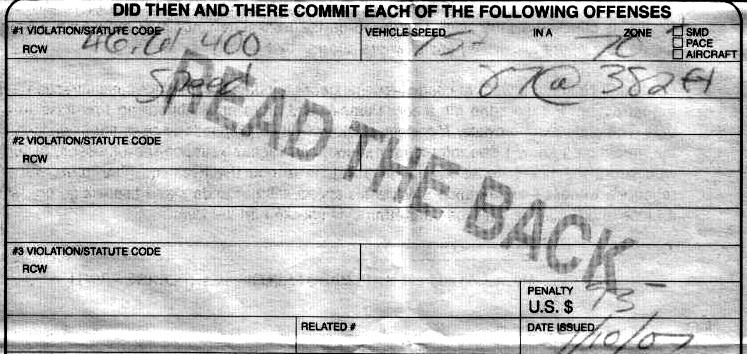 DID THEN AND THERE COMMIT EACH OF THE FOLLOWING OFFENSES
#1 VIOLATION/STATUTE CODE 46.61 400 VEHICLE SPEED IN A 70 ZONE SMD
RCW PACE
AIRCRAFT
Speed @ 382 ft
READ THE BACK
#2 VIOLATION/STATUTE CODE
RCW
#3 VIOLATION/STATUTE CODE
RCW
PENALTY
U.S. $
RELATED # DATE ISSUED